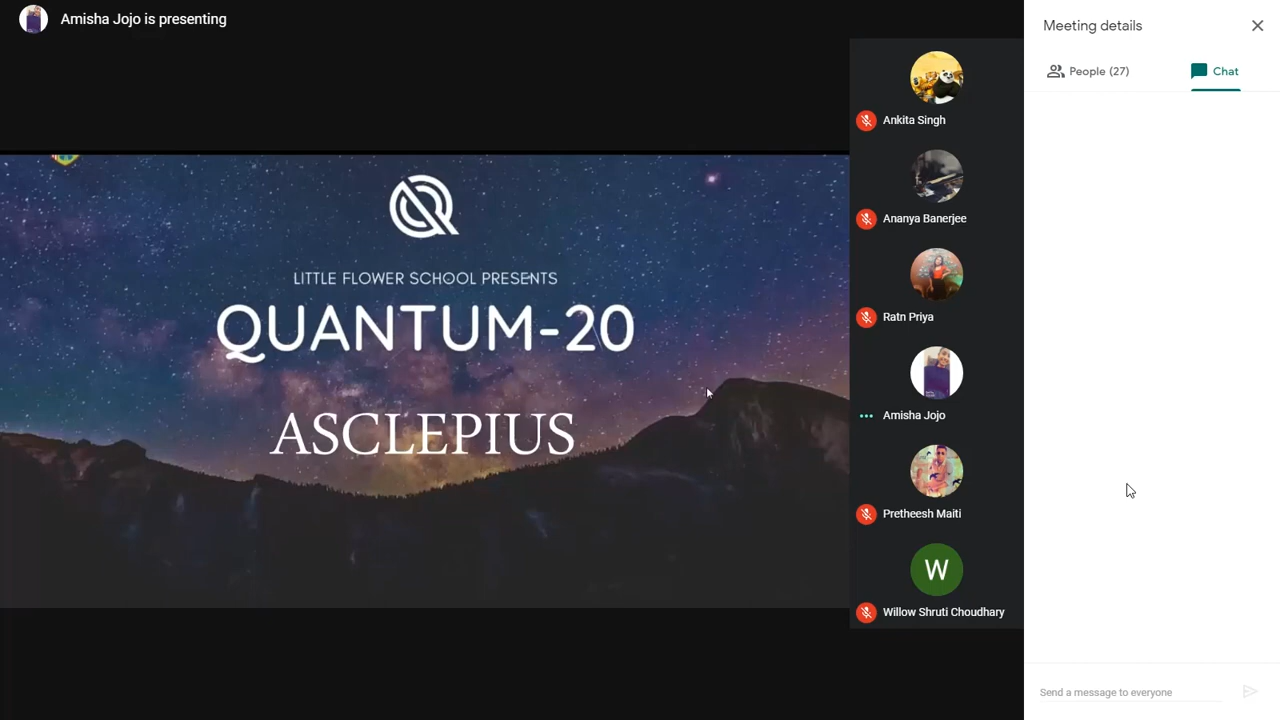 Amisha Jojo is presenting
LITTLE FLOWER SCHOOL PRESENTS
QUANTUM-20
ASCLEPIUS
Ankita Singh
Ananya Banerjee
Ratn Priya
Amisha Jojo
Pretheesh Maiti
W
Willow Shruti Choudhary
Meeting details
People (27)
Chat
Send a message to everyone